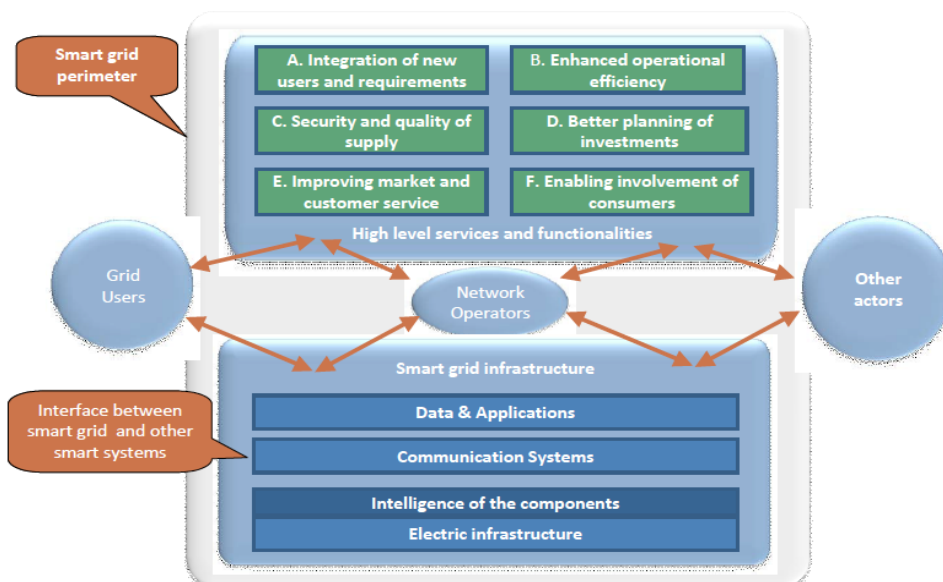 Smart grid
perimeter
A. Integration of new
users and requirements
B. Enhanced operational
efficiency
C. Security and quality of
supply
D. Better planning of
investments
E. Improving market and
customer service
F. Enabling involvement of
consumers
High level services and functionalities
Grid
Users
Network
Operators
Other
actors
Smart grid infrastructure
Interface between
smart grid and other
smart systems
Data & Applications
Communication Systems
Intelligence of the components
Electric infrastructure